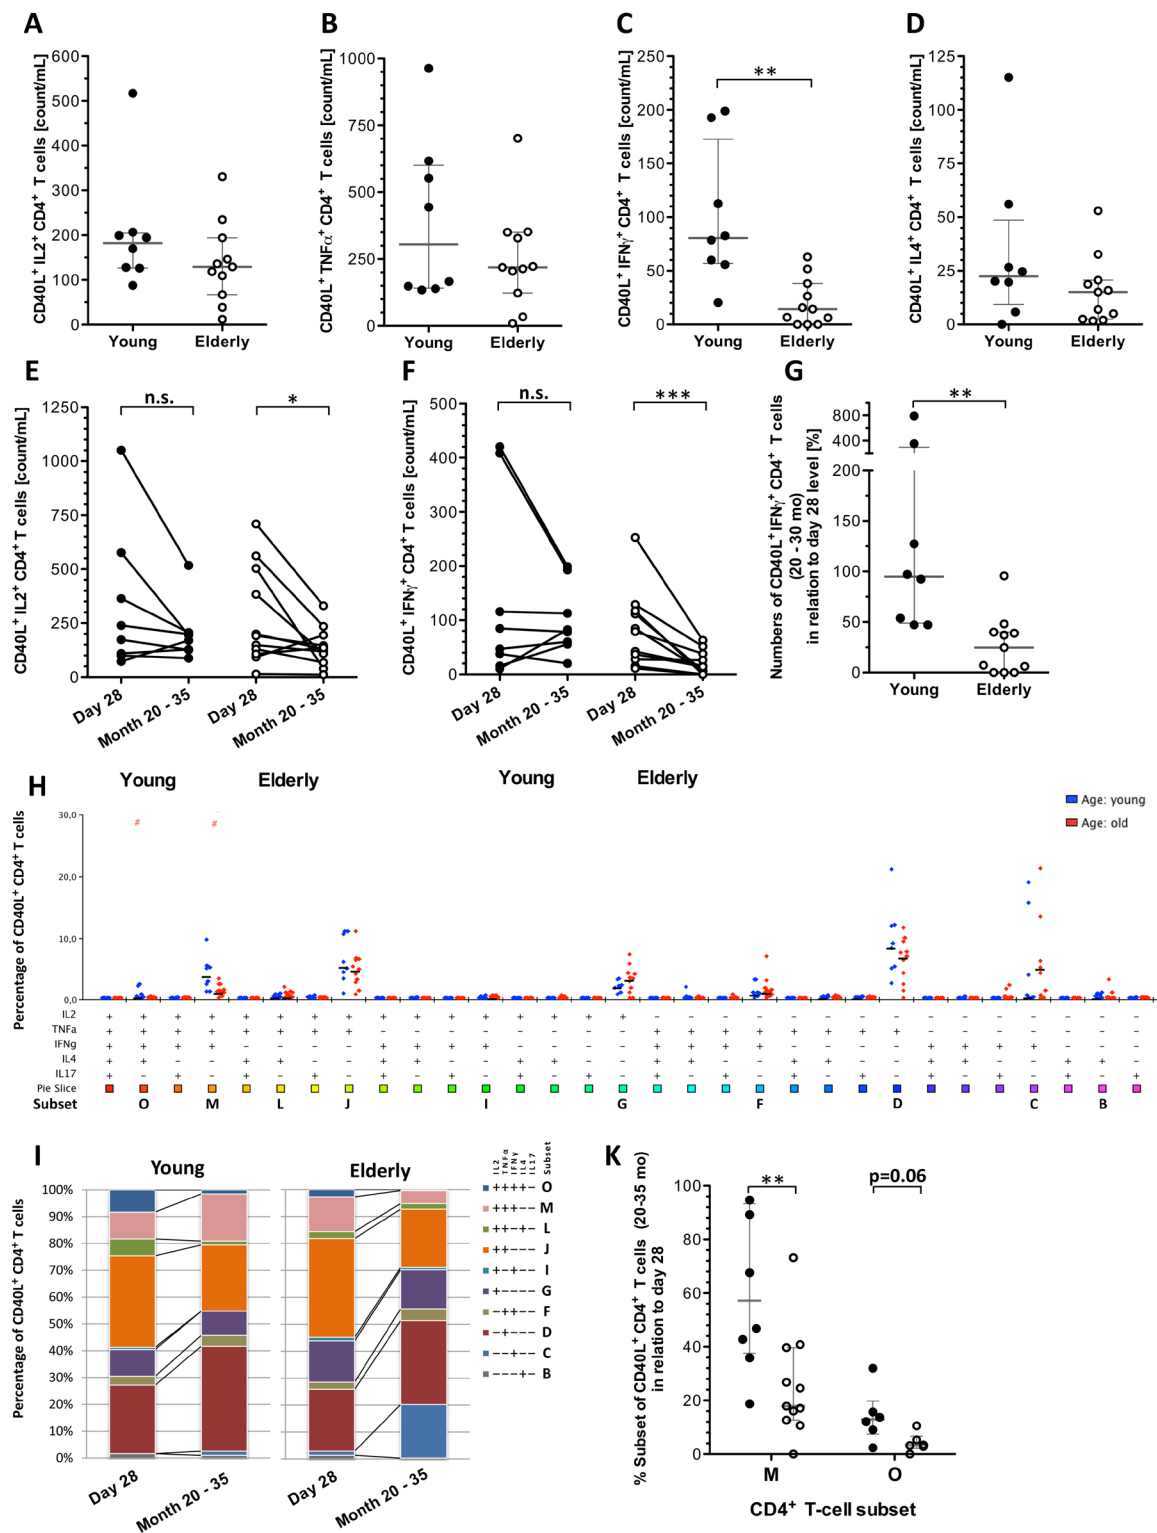 A
B
C
D
CD40L+ IL2+ CD4+ T cells [count/mL]
600
500
400
300
200
100
0
Young
Elderly
CD40L+ TNFα+ CD4+ T cells [count/mL]
1000
750
500
250
0
Young
Elderly
CD40L+ IFNγ+ CD4+ T cells [count/mL]
250
200
150
100
50
0
**
Young
Elderly
CD40L+ IL4+ CD4+ T cells [count/mL]
125
100
75
50
25
0
Young
Elderly
E
F
G
CD40L+ IL2+ CD4+ T cells [count/mL]
1250
1000
750
500
250
0
n.s.
*
Day 28
Month 20 - 35
Day 28
Month 20 - 35
Young
Elderly
CD40L+ IFNγ+ CD4+ T cells [count/mL]
500
400
300
200
100
0
n.s.
***
Day 28
Month 20 - 35
Day 28
Month 20 - 35
Young
Elderly
Numbers of CD40L+IFNγ+ CD4+ T cells
(20 - 30 mo)
in relation to day 28 level [%]
800
400
200
150
100
50
0
**
Young
Elderly
H
Percentage of CD40L+ CD4+ T cells
30,0
20,0
10,0
0,0
# #
Age: young
Age: old
IL2 + + + + + + + + + + + + + + + + - - - - - - - - - - - - - - -
TNFa + + + + + + + + - - - - - - - - + + + + + + + + - - - - - - -
IFNg + + + + - - - - + + + + - - - - + + + + - - - - + + + + - - -
IL4 + + - - + + - - + + - - + + - - + + - - + + - - + + - - + + -
IL17 + - + - + - + - + - + - + - + - + - + - + - + - + - + - + - +
Pie Slice
Subset O M L J I G F D C B
I
Young
Elderly
Percentage of CD40L+ CD4+ T cells
100%
90%
80%
70%
60%
50%
40%
30%
20%
10%
0%
Day 28
Month 20 - 35
Day 28
Month 20 - 35
IL2
TNFα
IFNγ
IL4
IL17
Subset
++++− O
+++−− M
++−+− L
++−−− J
+−+−− I
+−−−− G
−++−− F
−+−−− D
−−+−− C
−−−+− B
K
% Subset of CD40L+ CD4+ T cells (20-35 mo)
in relation to day 28
100
80
60
40
20
0
**
p=0.06
M
O
CD4+ T-cell subset